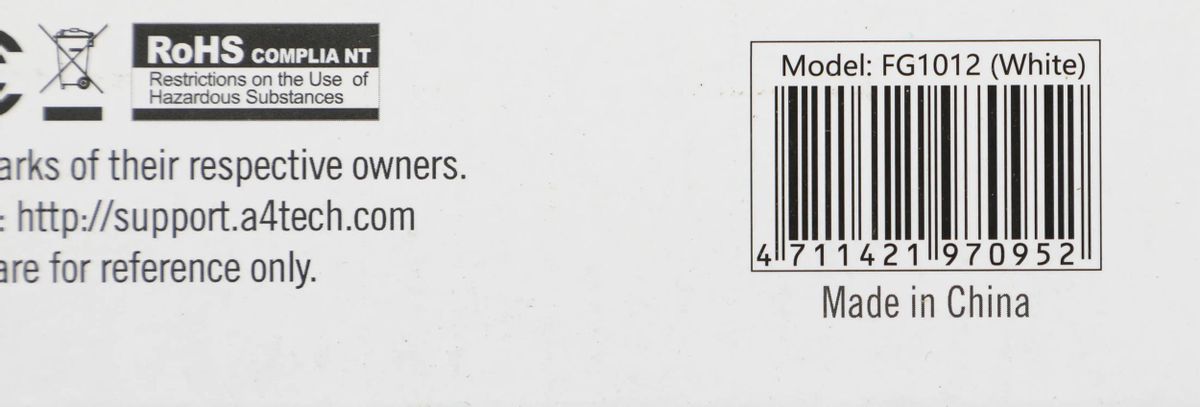 RoHS COMPLIA NT
Restrictions on the Use of
Hazardous Substances
arks of their respective owners.
: http://support.a4tech.com
are for reference only.
Model: FG1012 (White)
4 711421 970952
Made in China